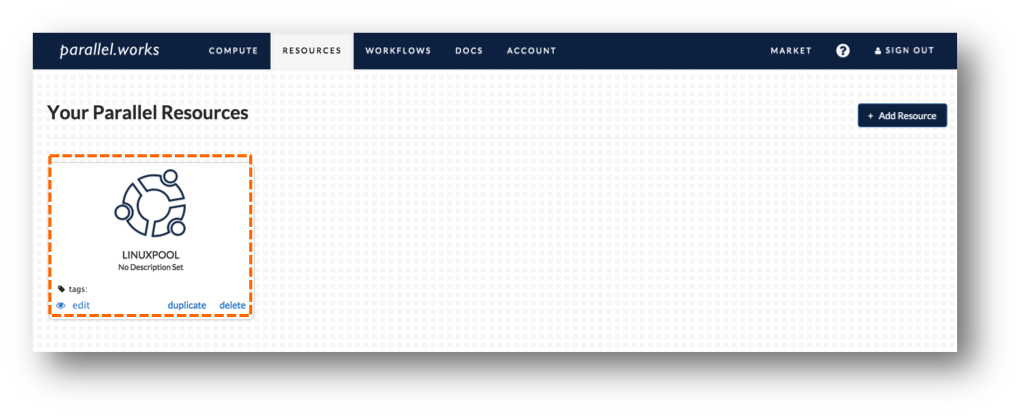 parallel.works COMPUTE RESOURCES WORKFLOWS DOCS ACCOUNT MARKET ? SIGN OUT
Your Parallel Resources
+ Add Resource
LINUXPOOL
No Description Set
tags:
edit duplicate delete